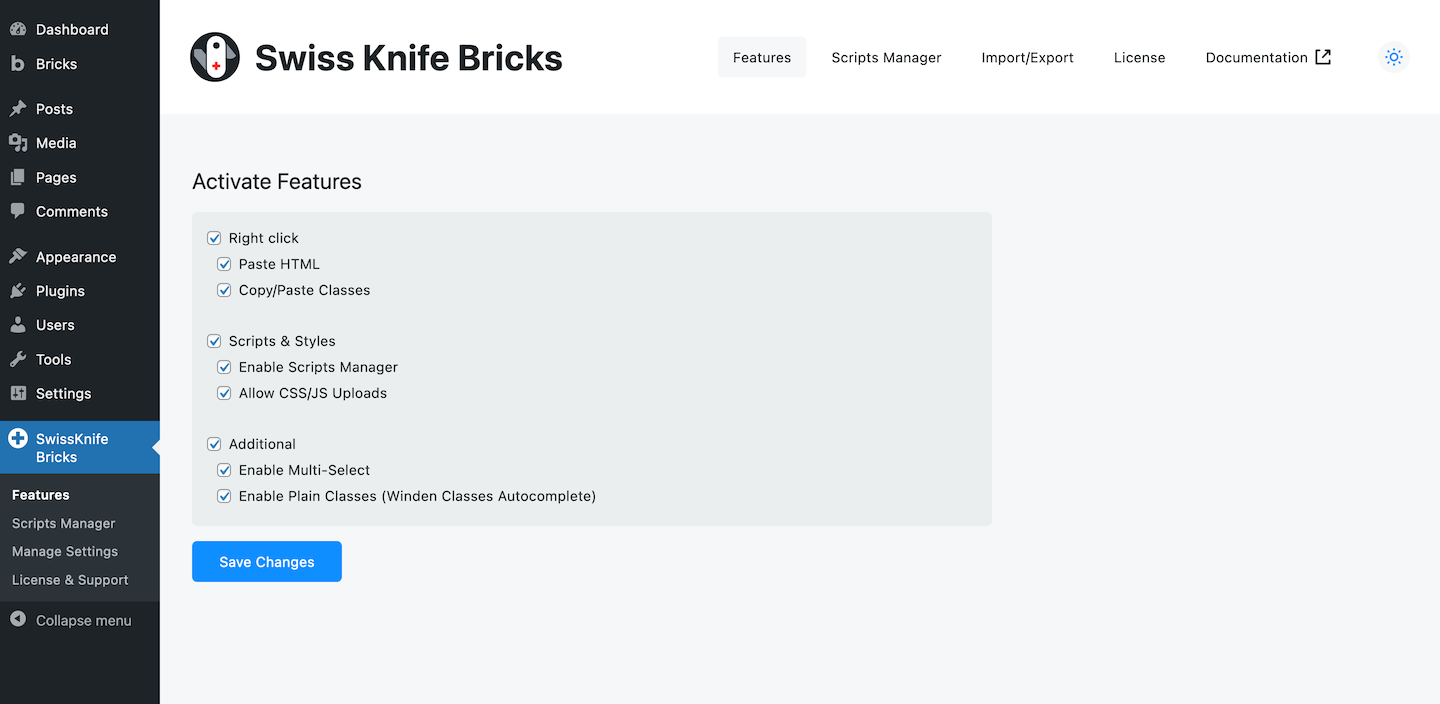 Dashboard
Bricks
Posts
Media
Pages
Comments
Appearance
Plugins
Users
Tools
Settings
SwissKnife
Bricks
Features
Scripts Manager
Manage Settings
License & Support
Collapse menu
Swiss Knife Bricks
Features
Scripts Manager
Import/Export
License
Documentation
Activate Features
Right click
Paste HTML
Copy/Paste Classes
Scripts & Styles
Enable Scripts Manager
Allow CSS/JS Uploads
Additional
Enable Multi-Select
Enable Plain Classes (Winden Classes Autocomplete)
Save Changes